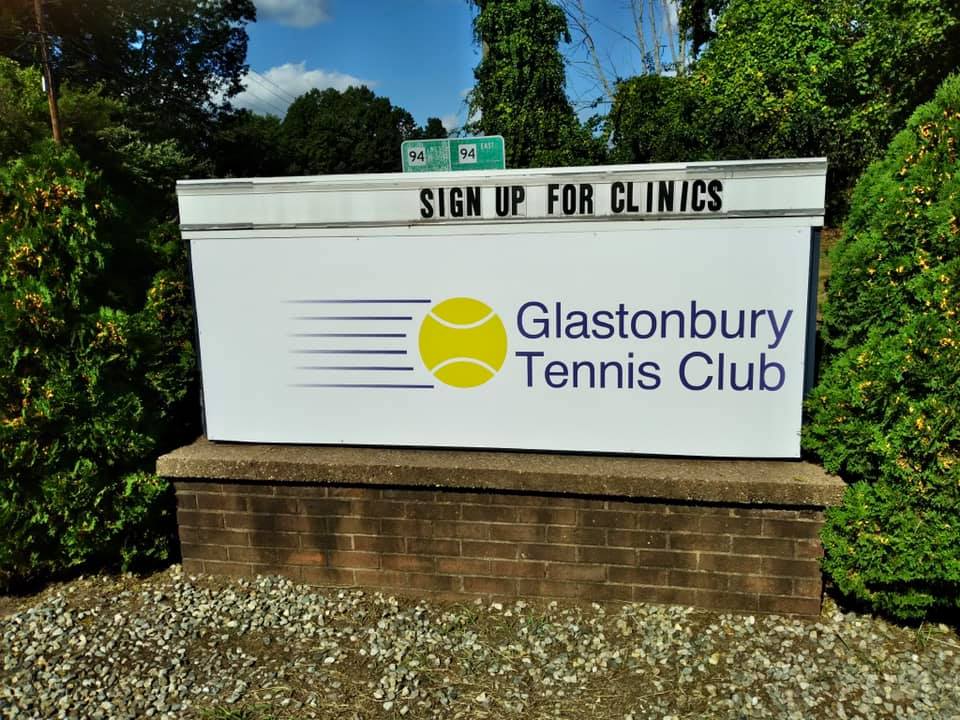 94 94 EAST
SIGN UP FOR CLINICS
Glastonbury
Tennis Club